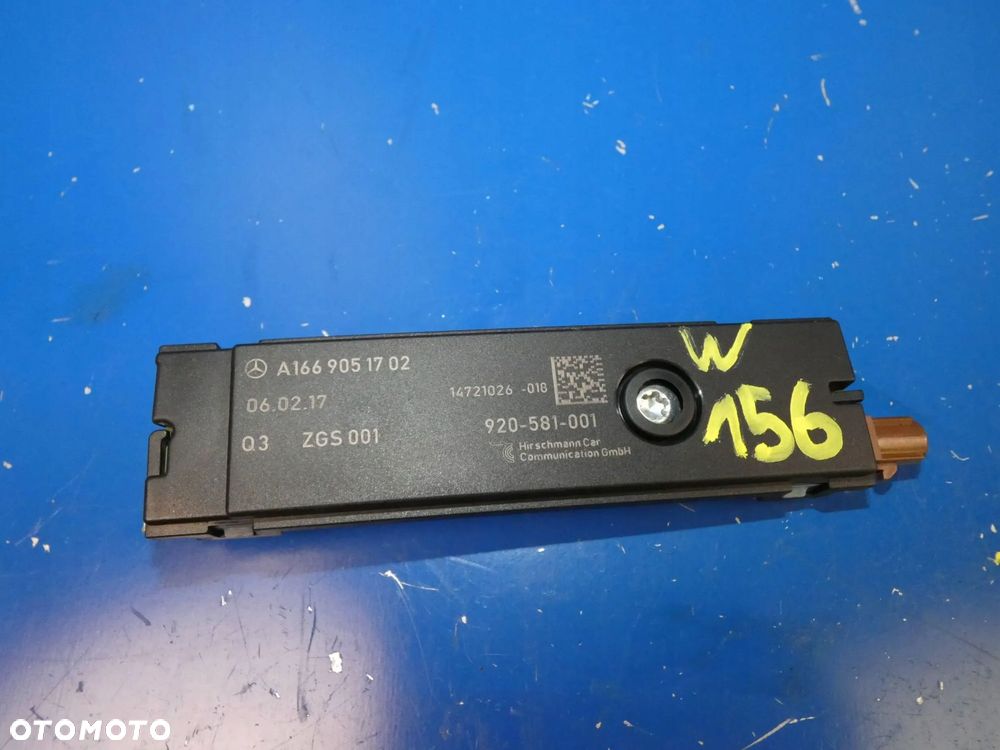 A166 905 17 02
06.02.17
Q3 ZGS 001
14721026 -018
920-581-001
Hirschmann Car
Communication GmbH
W
156
OTOMOTO